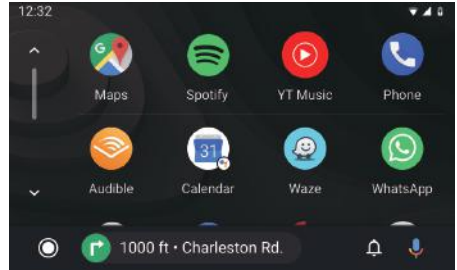 12:32
Maps Spotify YT Music Phone
31
Audible Calendar Waze WhatsApp
1000 ft • Charleston Rd.